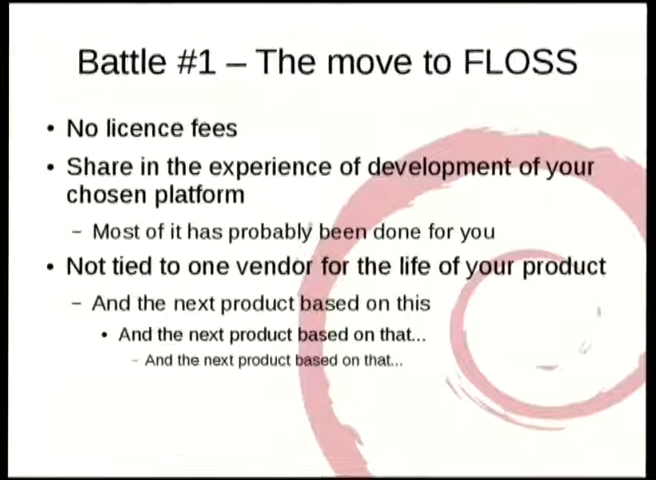 Battle #1 – The move to FLOSS
• No licence fees
• Share in the experience of development of your
chosen platform
– Most of it has probably been done for you
• Not tied to one vendor for the life of your product
– And the next product based on this
• And the next product based on that...
– And the next product based on that...